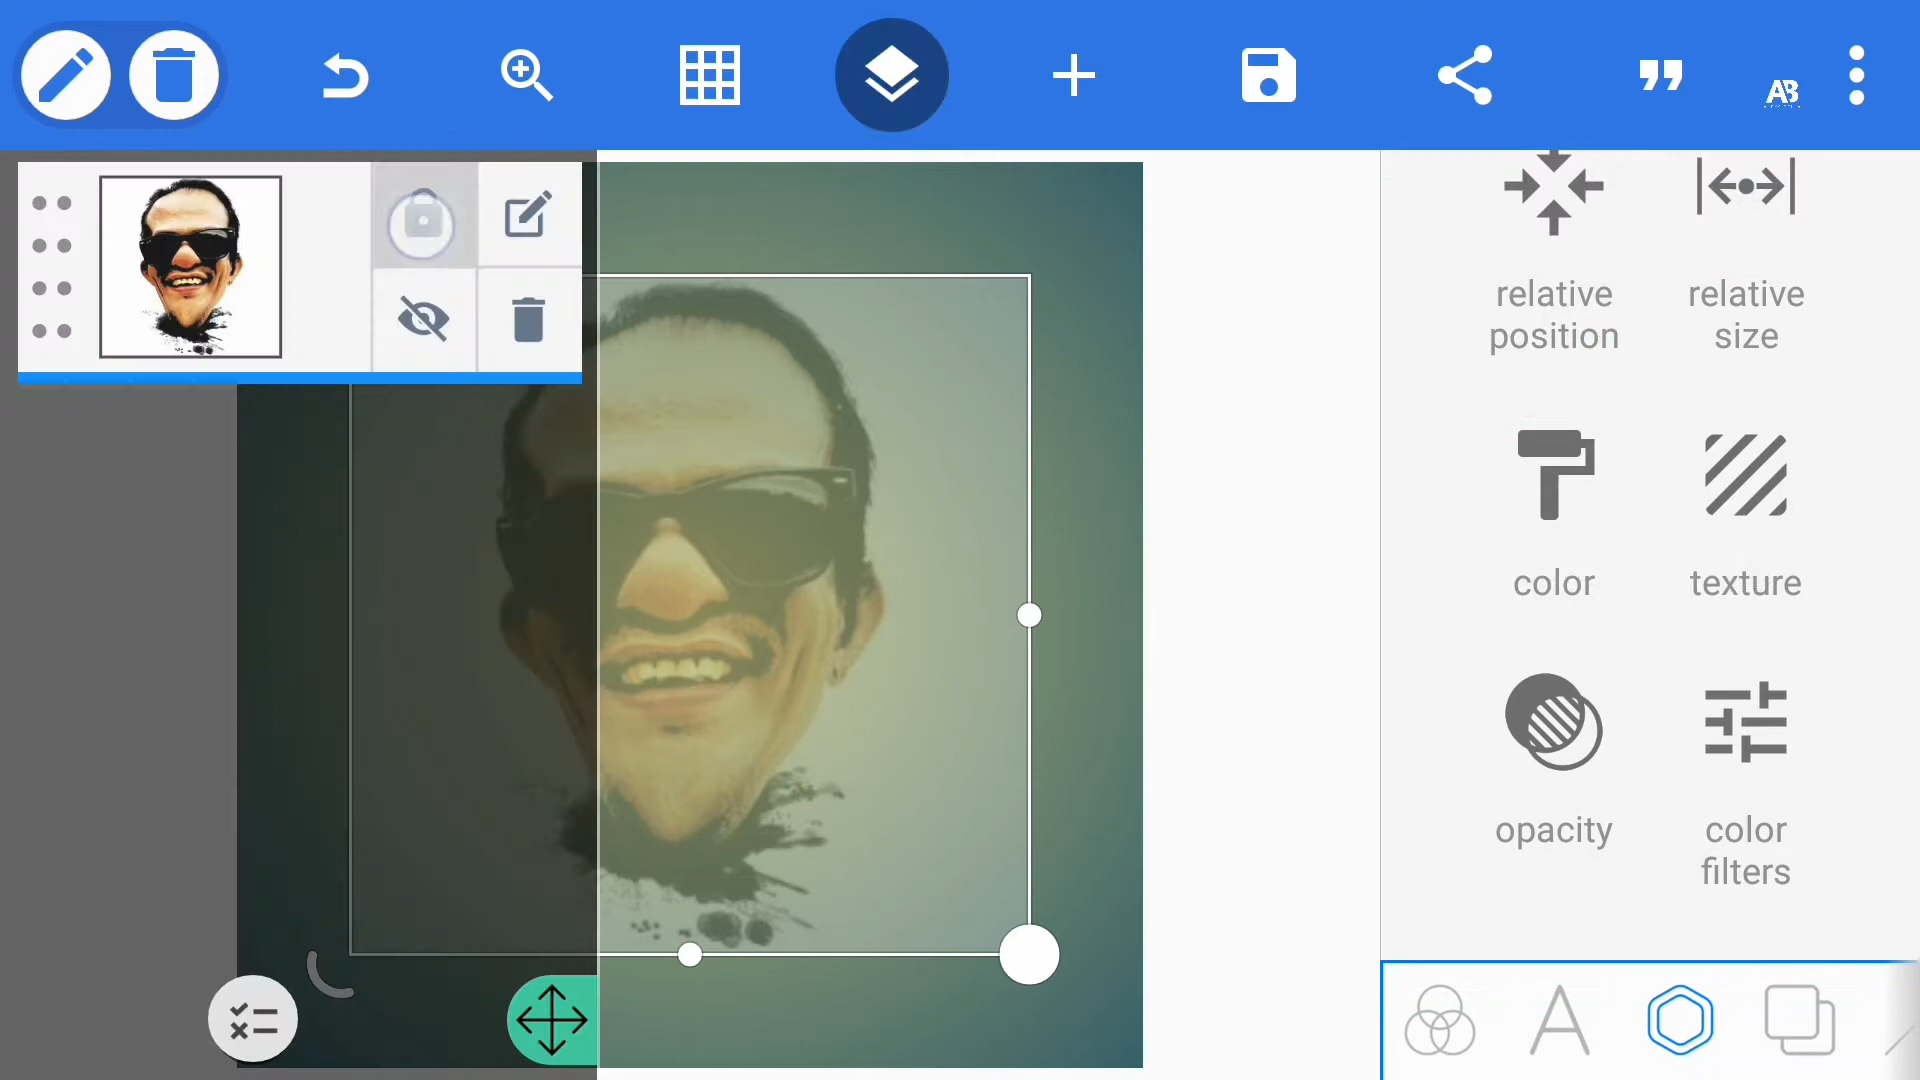 AB
relative
position
relative
size
color
texture
opacity
color
filters